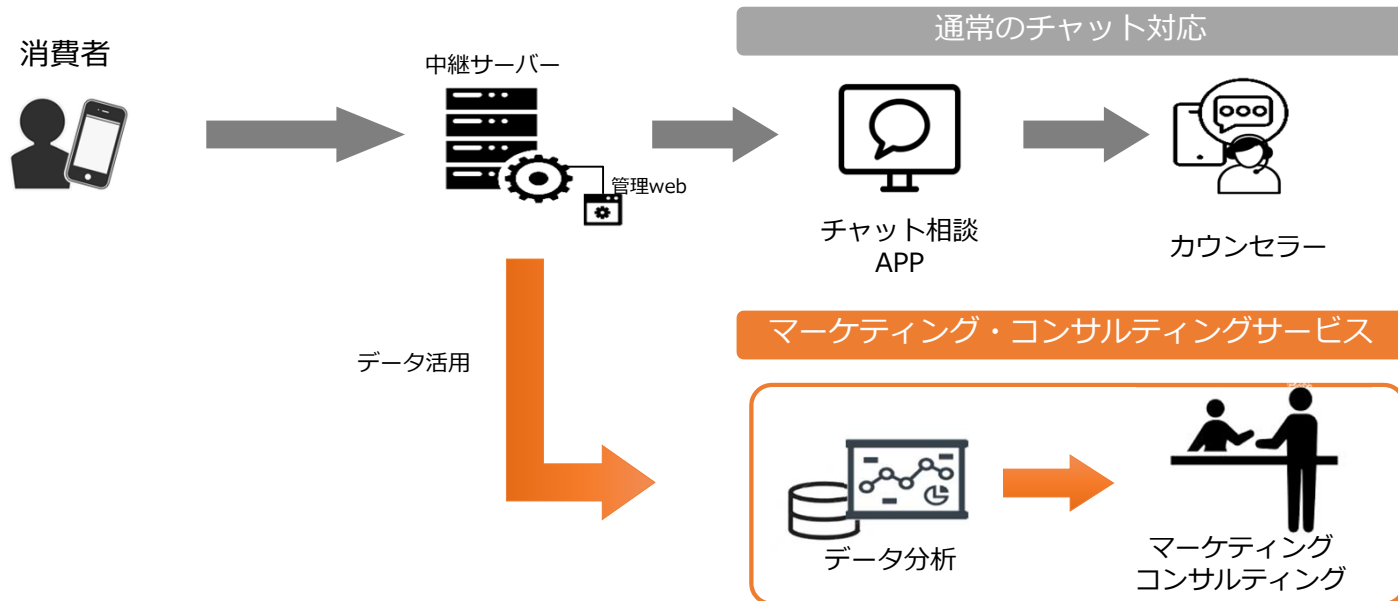 通常のチャット対応
消費者
中継サーバー
管理web
チャット相談
APP
カウンセラー
マーケティング・コンサルティングサービス
データ活用
データ分析
マーケティング
コンサルティング